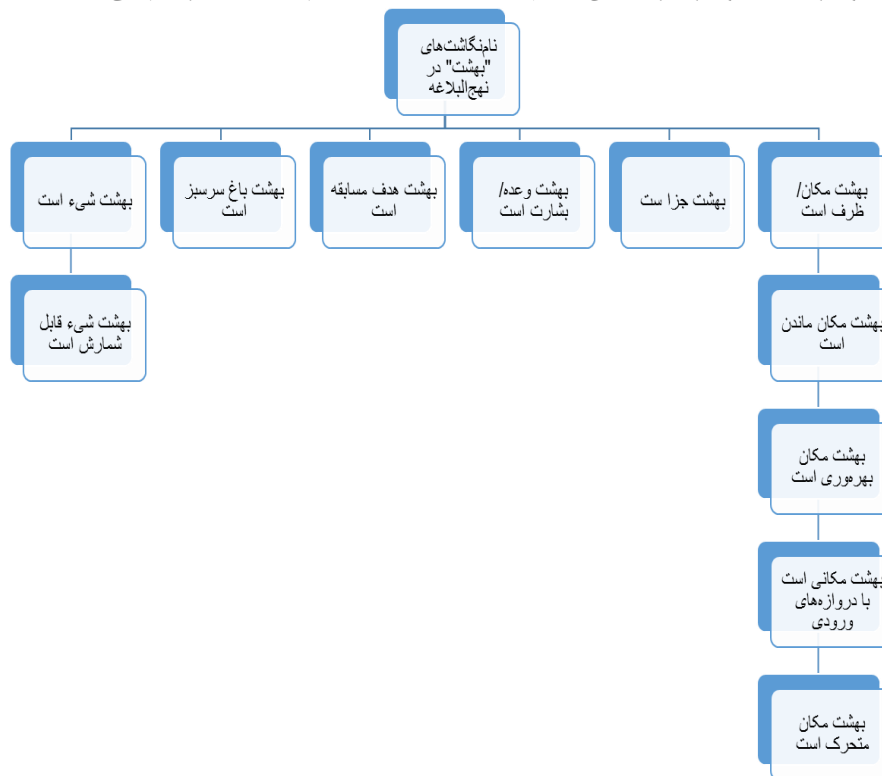 نام‌نگاشت‌های
"بهشت" در
نهج‌البلاغه
بهشت مکان/
ظرف است
بهشت جزا ست
بهشت وعده/
بشارت است
بهشت هدف مسابقه
است
بهشت باغ سرسبز
است
بهشت شیء است
بهشت مکان ماندن
است
بهشت مکان
بهره‌وری است
بهشت مکانی است
با دروازه‌های
ورودی
بهشت مکان
متحرک است
بهشت شیء قابل
شمارش است